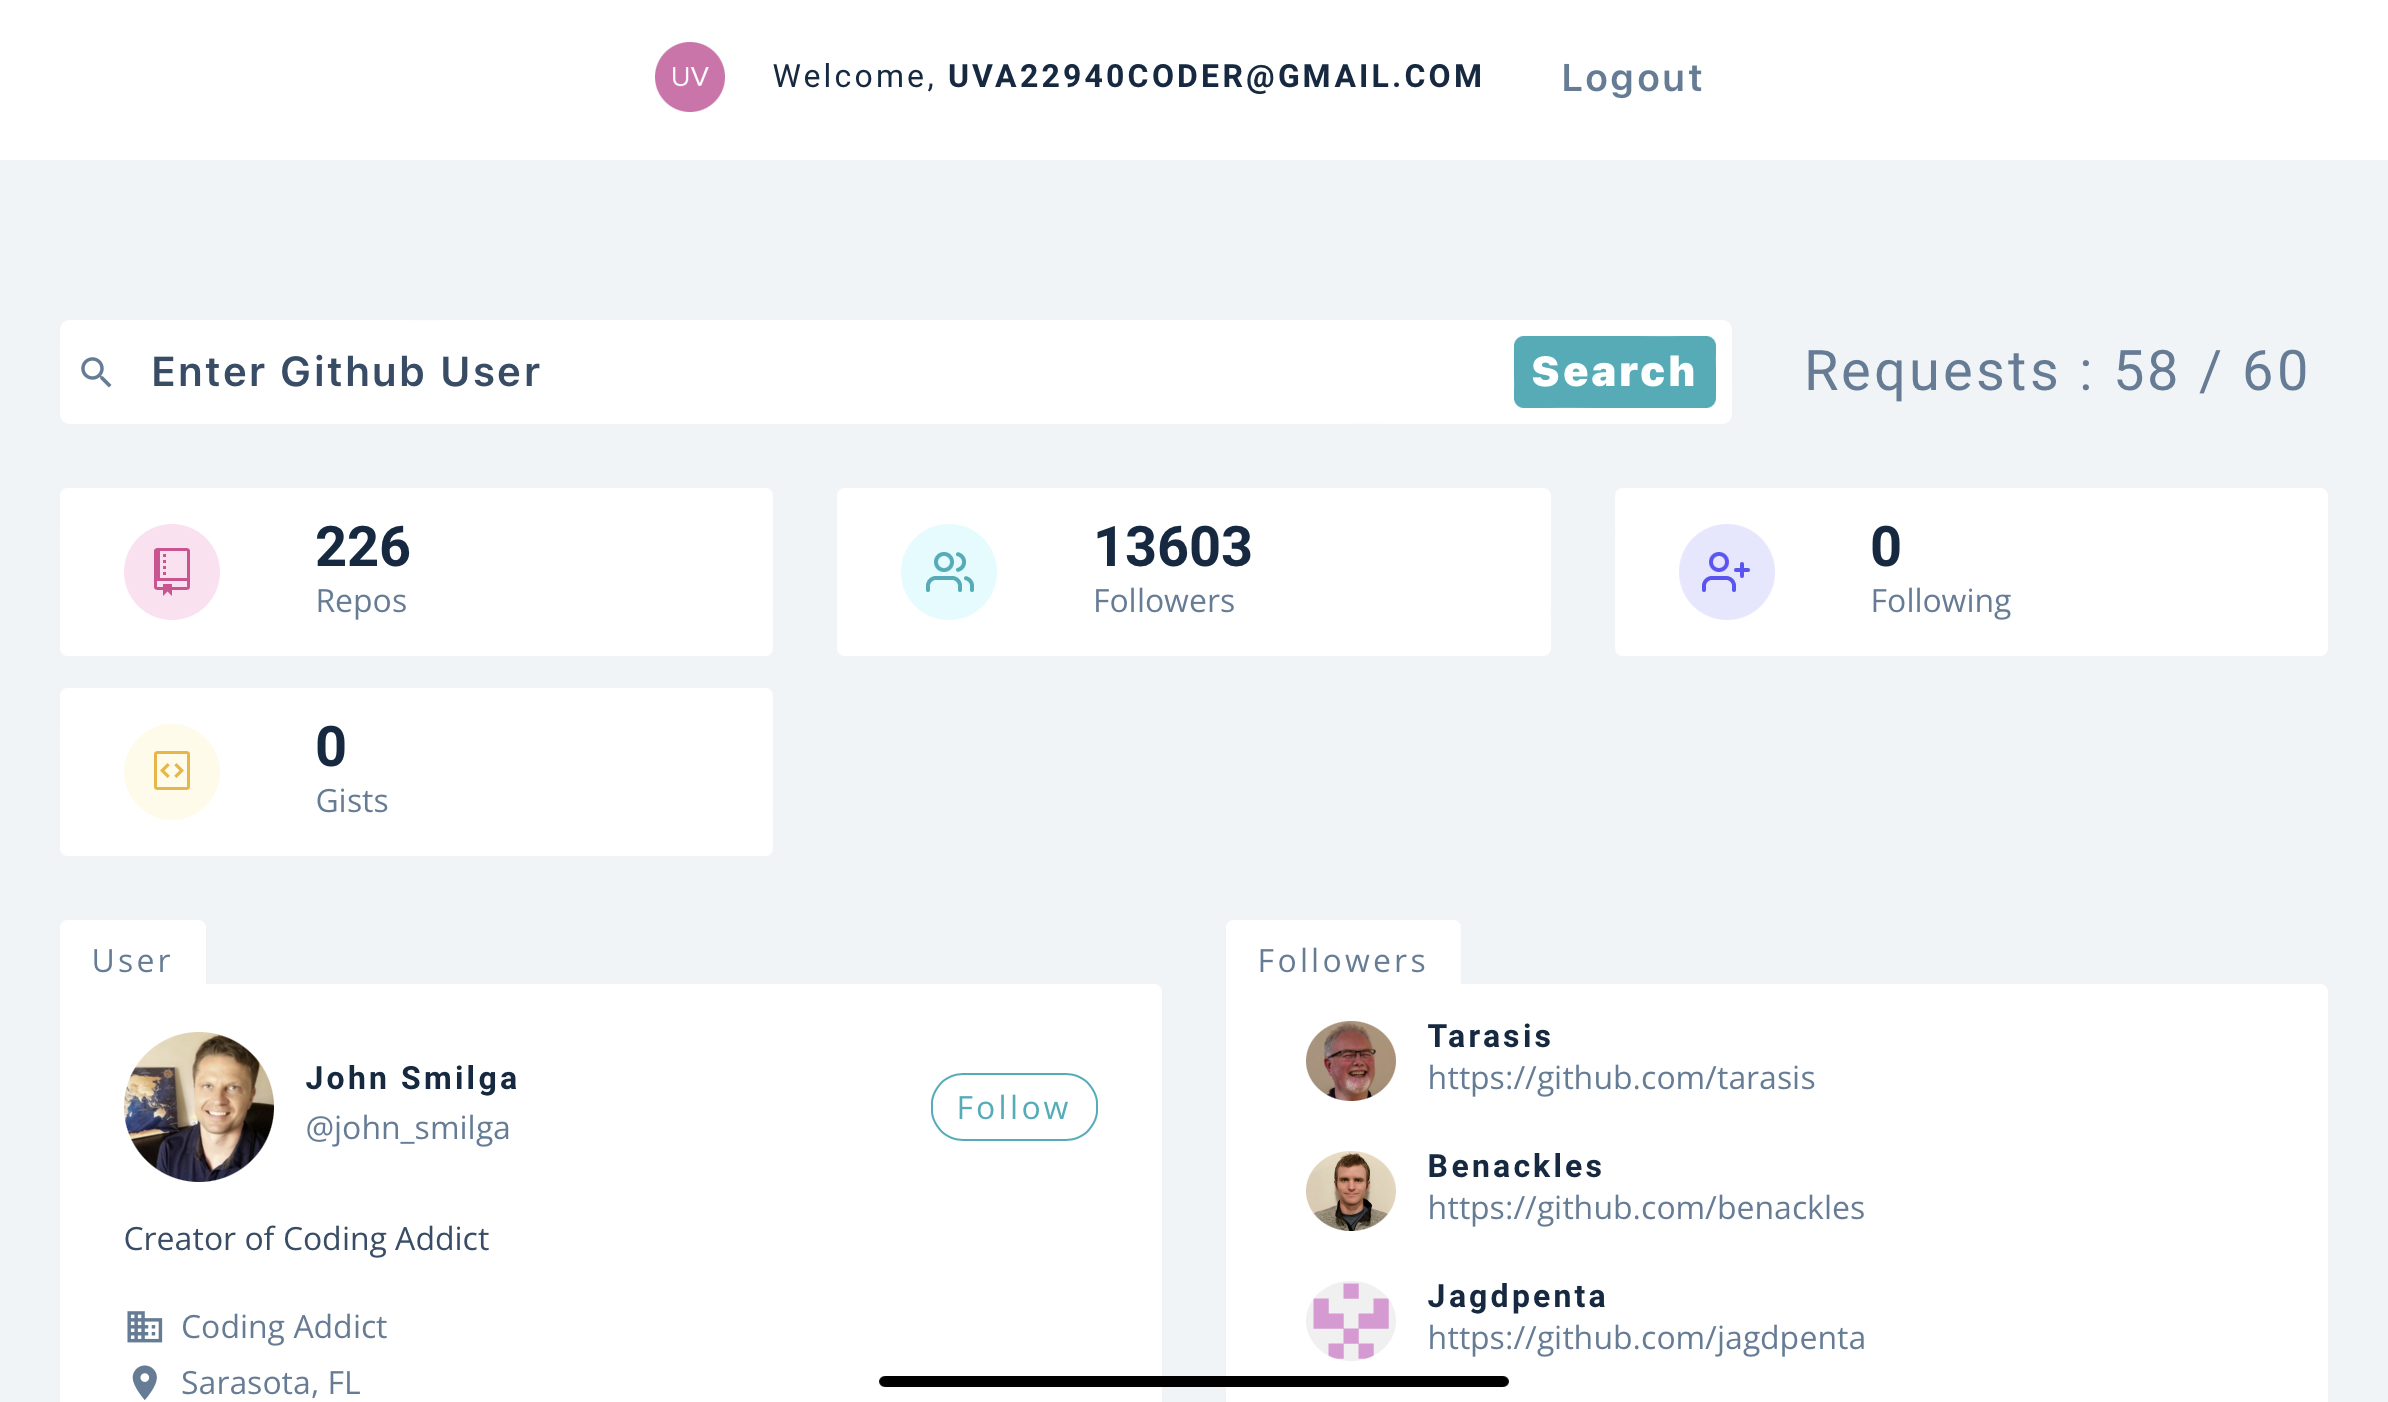 UV
Welcome, UVA22940CODER@GMAIL.COM
Logout
Enter Github User
Search
Requests : 58 / 60
226
Repos
13603
Followers
0
Following
0
Gists
User
John Smilga
@john_smilga
Follow
Creator of Coding Addict
Coding Addict
Sarasota, FL
Followers
Tarasis
https://github.com/tarasis
Benackles
https://github.com/benackles
Jagdpenta
https://github.com/jagdpenta